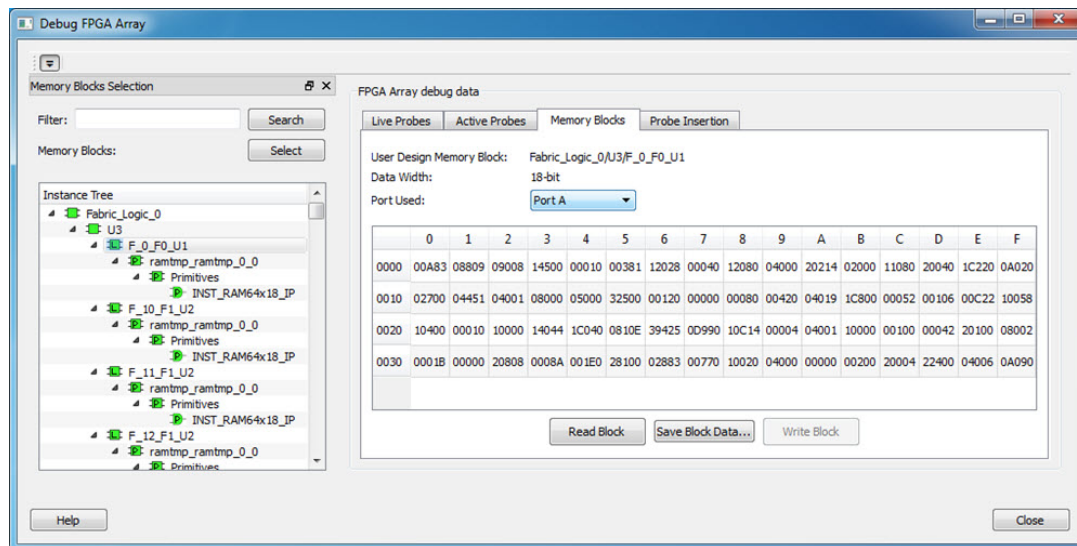 Debug FPGA Array
Memory Blocks Selection
Filter:
Search
Memory Blocks:
Select
Instance Tree
Fabric_Logic_0
U3
F_0_F0_U1
ramtmp_ramtmp_0_0
Primitives
INST_RAM64x18_IP
F_10_F1_U2
ramtmp_ramtmp_0_0
Primitives
INST_RAM64x18_IP
F_11_F1_U2
ramtmp_ramtmp_0_0
Primitives
INST_RAM64x18_IP
F_12_F1_U2
ramtmp_ramtmp_0_0
Primitives
FPGA Array debug data
Live Probes Active Probes Memory Blocks Probe Insertion
User Design Memory Block: Fabric_Logic_0/U3/F_0_F0_U1
Data Width: 18-bit
Port Used: Port A
0 1 2 3 4 5 6 7 8 9 A B C D E F
0000 00A83 08809 09008 14500 00010 00381 12028 00040 12080 04000 20214 02000 11080 20040 1C220 0A020
0010 02700 04451 04001 08000 05000 32500 00120 00000 00080 00420 04019 1C800 00052 00106 00C22 10058
0020 10400 00010 10000 14044 1C040 0810E 39425 0D990 10C14 00004 04001 10000 00100 00042 20100 08002
0030 0001B 00000 20808 0008A 001E0 28100 02883 00770 10020 04000 00000 00200 20004 22400 04006 0A090
Read Block Save Block Data... Write Block
Help Close